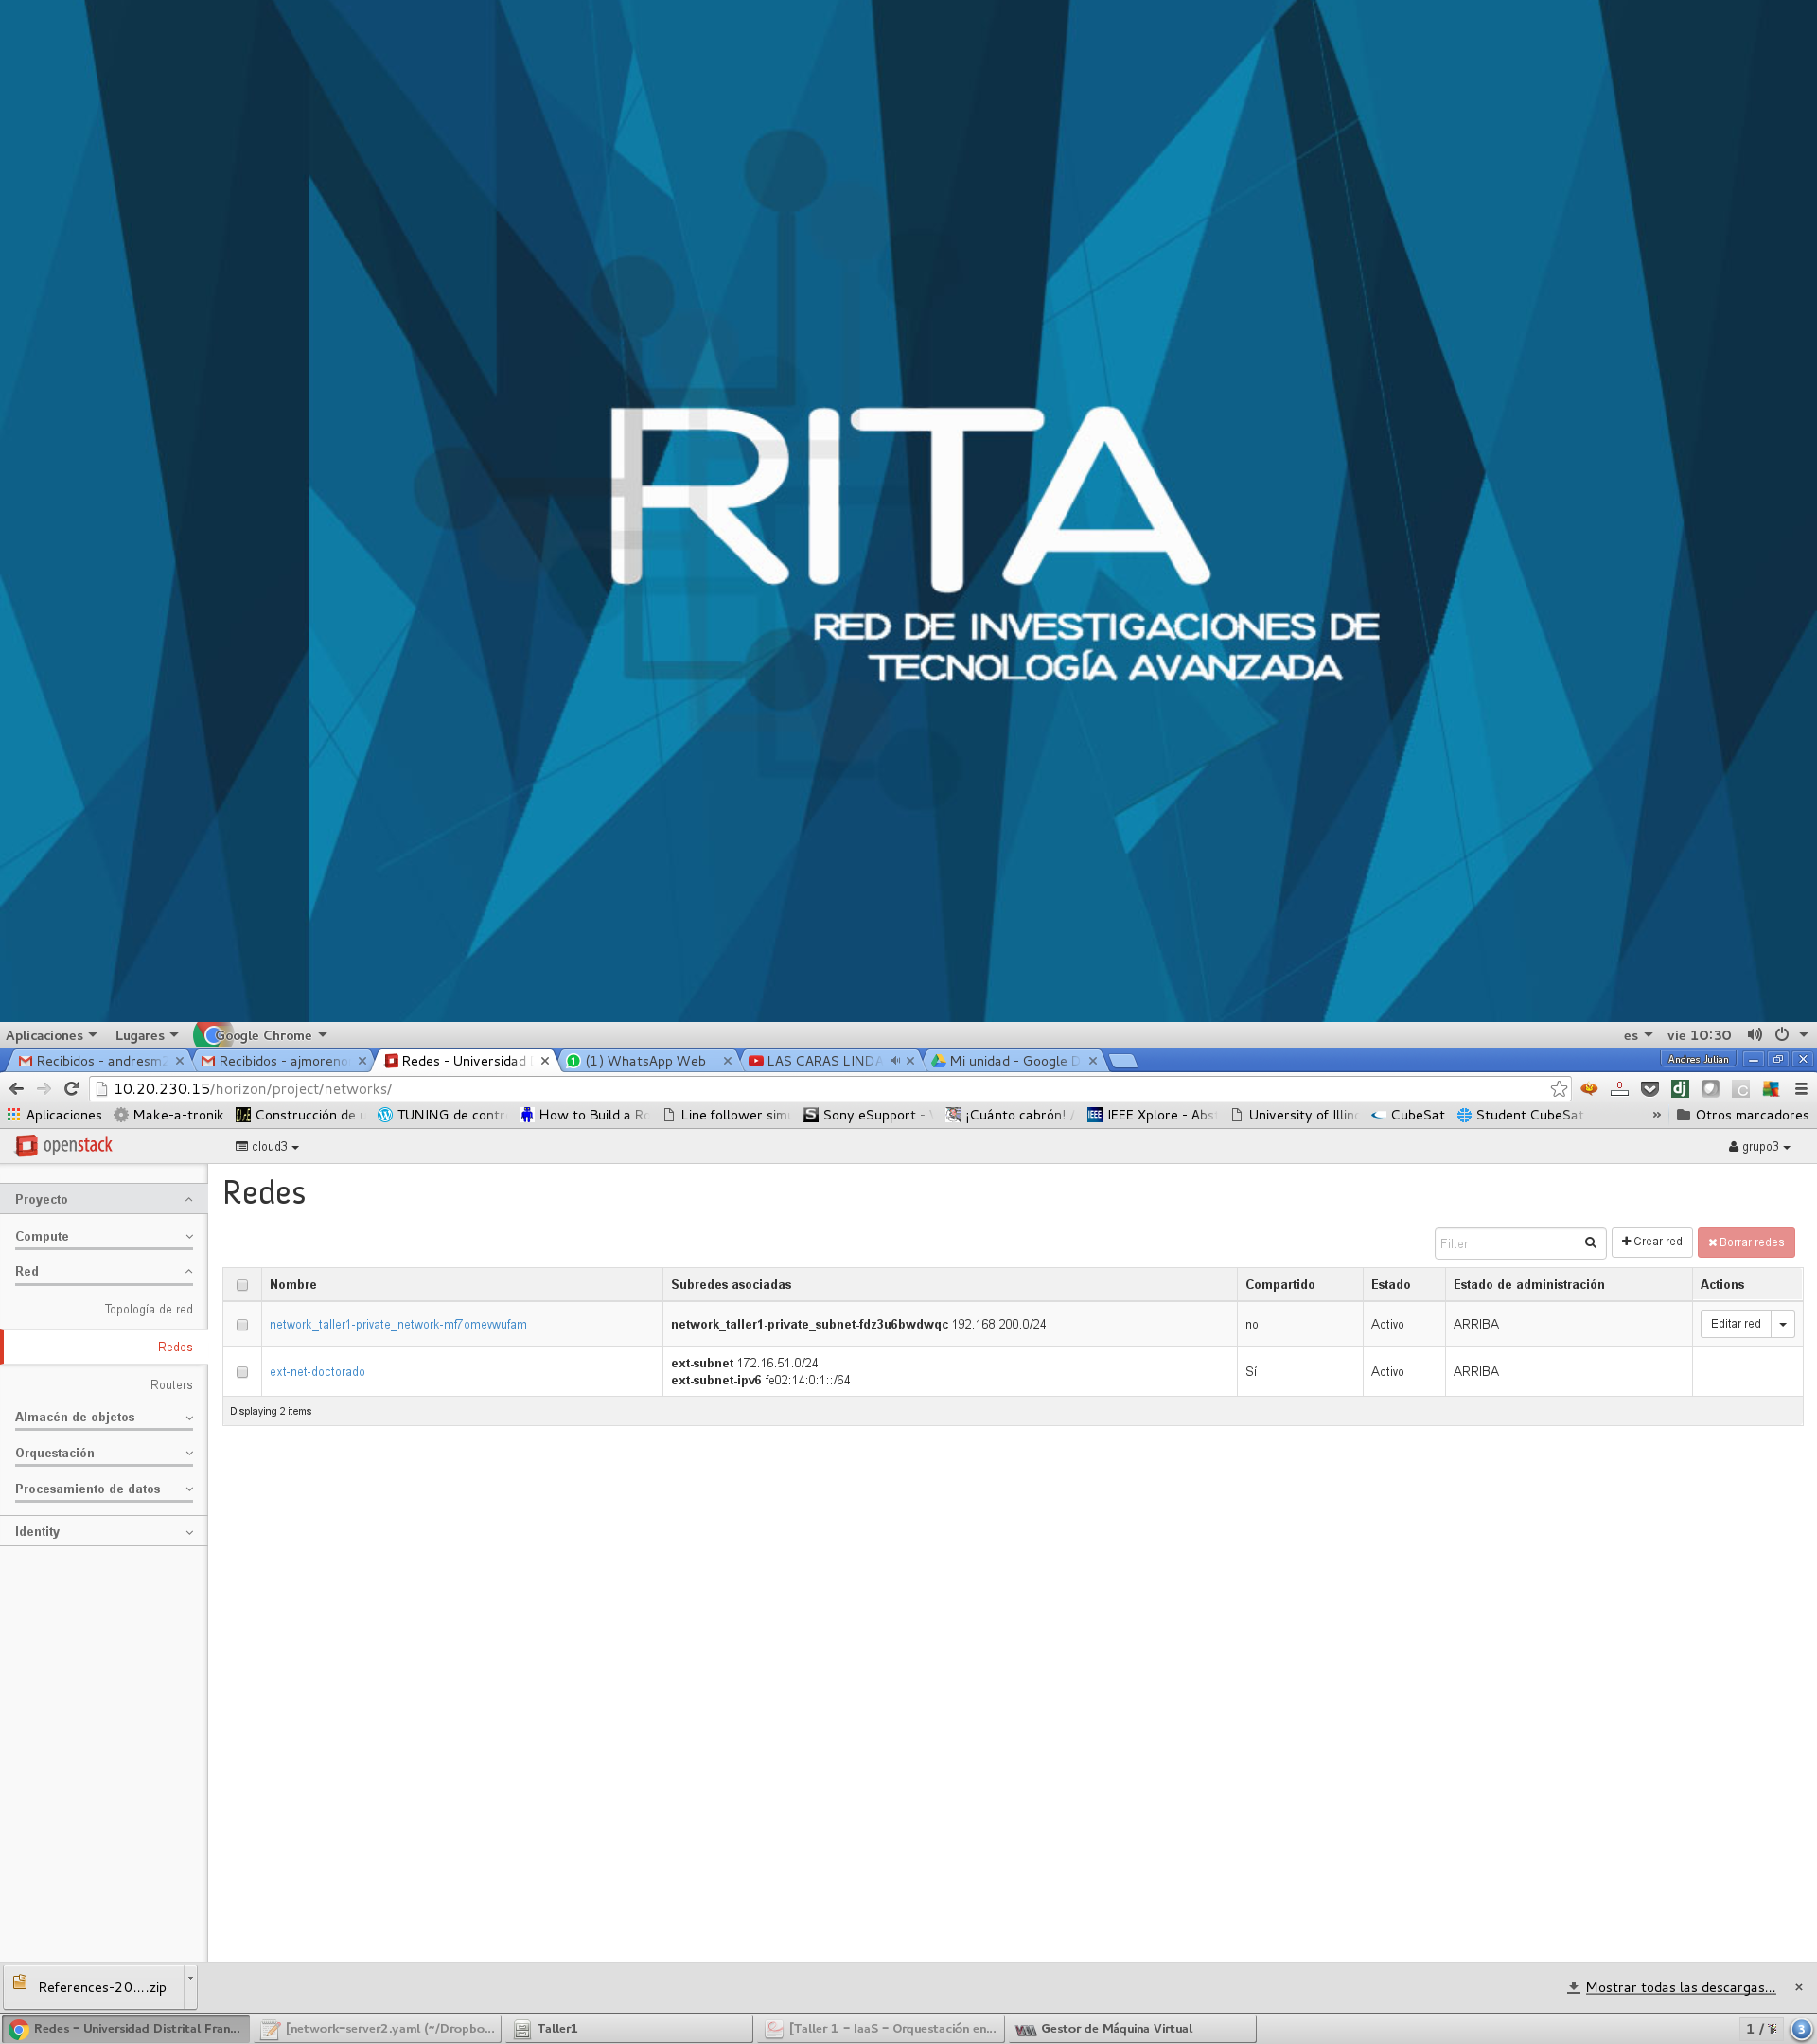 RITA
RED DE INVESTIGACIONES DE
TECNOLOGÍA AVANZADA
Aplicaciones Lugares Google Chrome es vie 10:30
Recibidos - andresm Recibidos - ajmoreno Redes - Universidad (1) WhatsApp Web LAS CARAS LINDA Mi unidad - Google D Andres Julian
10.20.230.15/horizon/project/networks/
Aplicaciones Make-a-tronik Construcción de TUNING de contr How to Build a Ro Line follower sim Sony eSupport - ¡Cuánto cabrón! / IEEE Xplore - Abs University of Illin CubeSat Student CubeSat » Otros marcadores
openstack cloud3 grupo3
Proyecto
Compute
Red
Topología de red
Redes
Routers
Almacén de objetos
Orquestación
Procesamiento de datos
Identity
Redes
Filter Crear red Borrar redes
Nombre Subredes asociadas Compartido Estado Estado de administración Actions
network_taller1-private_network-mf7omevwufam network_taller1-private_subnet-fdz3u6bwdwqc 192.168.200.0/24 no Activo ARRIBA Editar red
ext-net-doctorado ext-subnet 172.16.51.0/24 Sí Activo ARRIBA
ext-subnet-ipv6 fe02:14:0:1::/64
Displaying 2 items
References-20....zip Mostrar todas las descargas...
Redes - Universidad Distrital Fran... [network-server2.yaml (~/Dropbo... Taller1 [Taller 1 - IaaS - Orquestación en... Gestor de Máquina Virtual 1 / 3